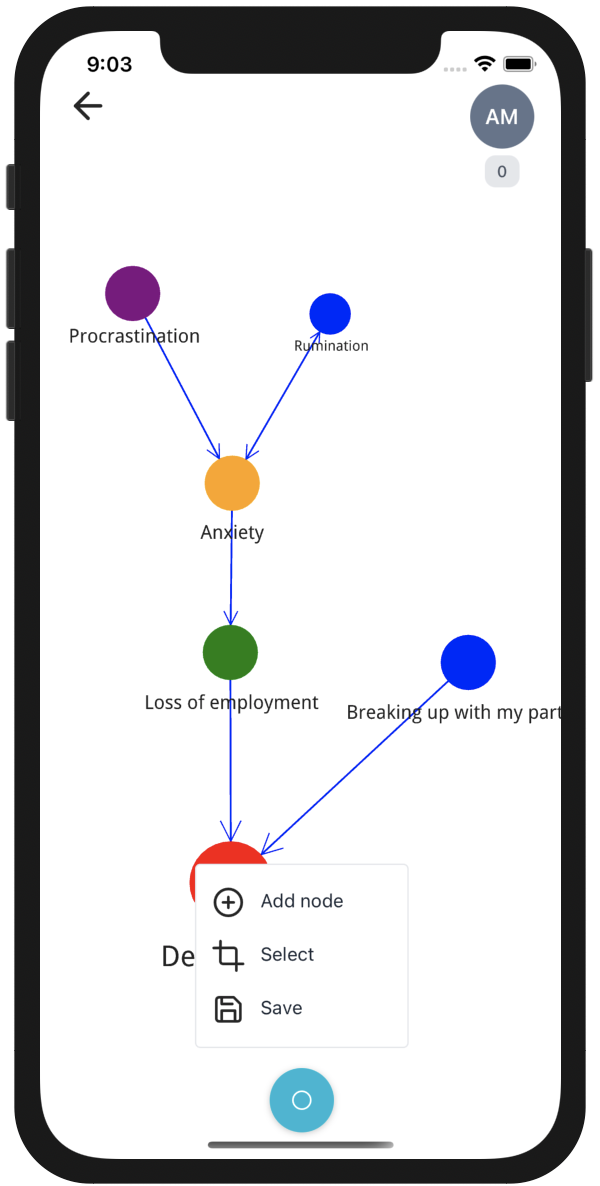 9:03
AM
0
Procrastination
Rumination
Anxiety
Loss of employment
Breaking up with my part
De
Add node
Select
Save